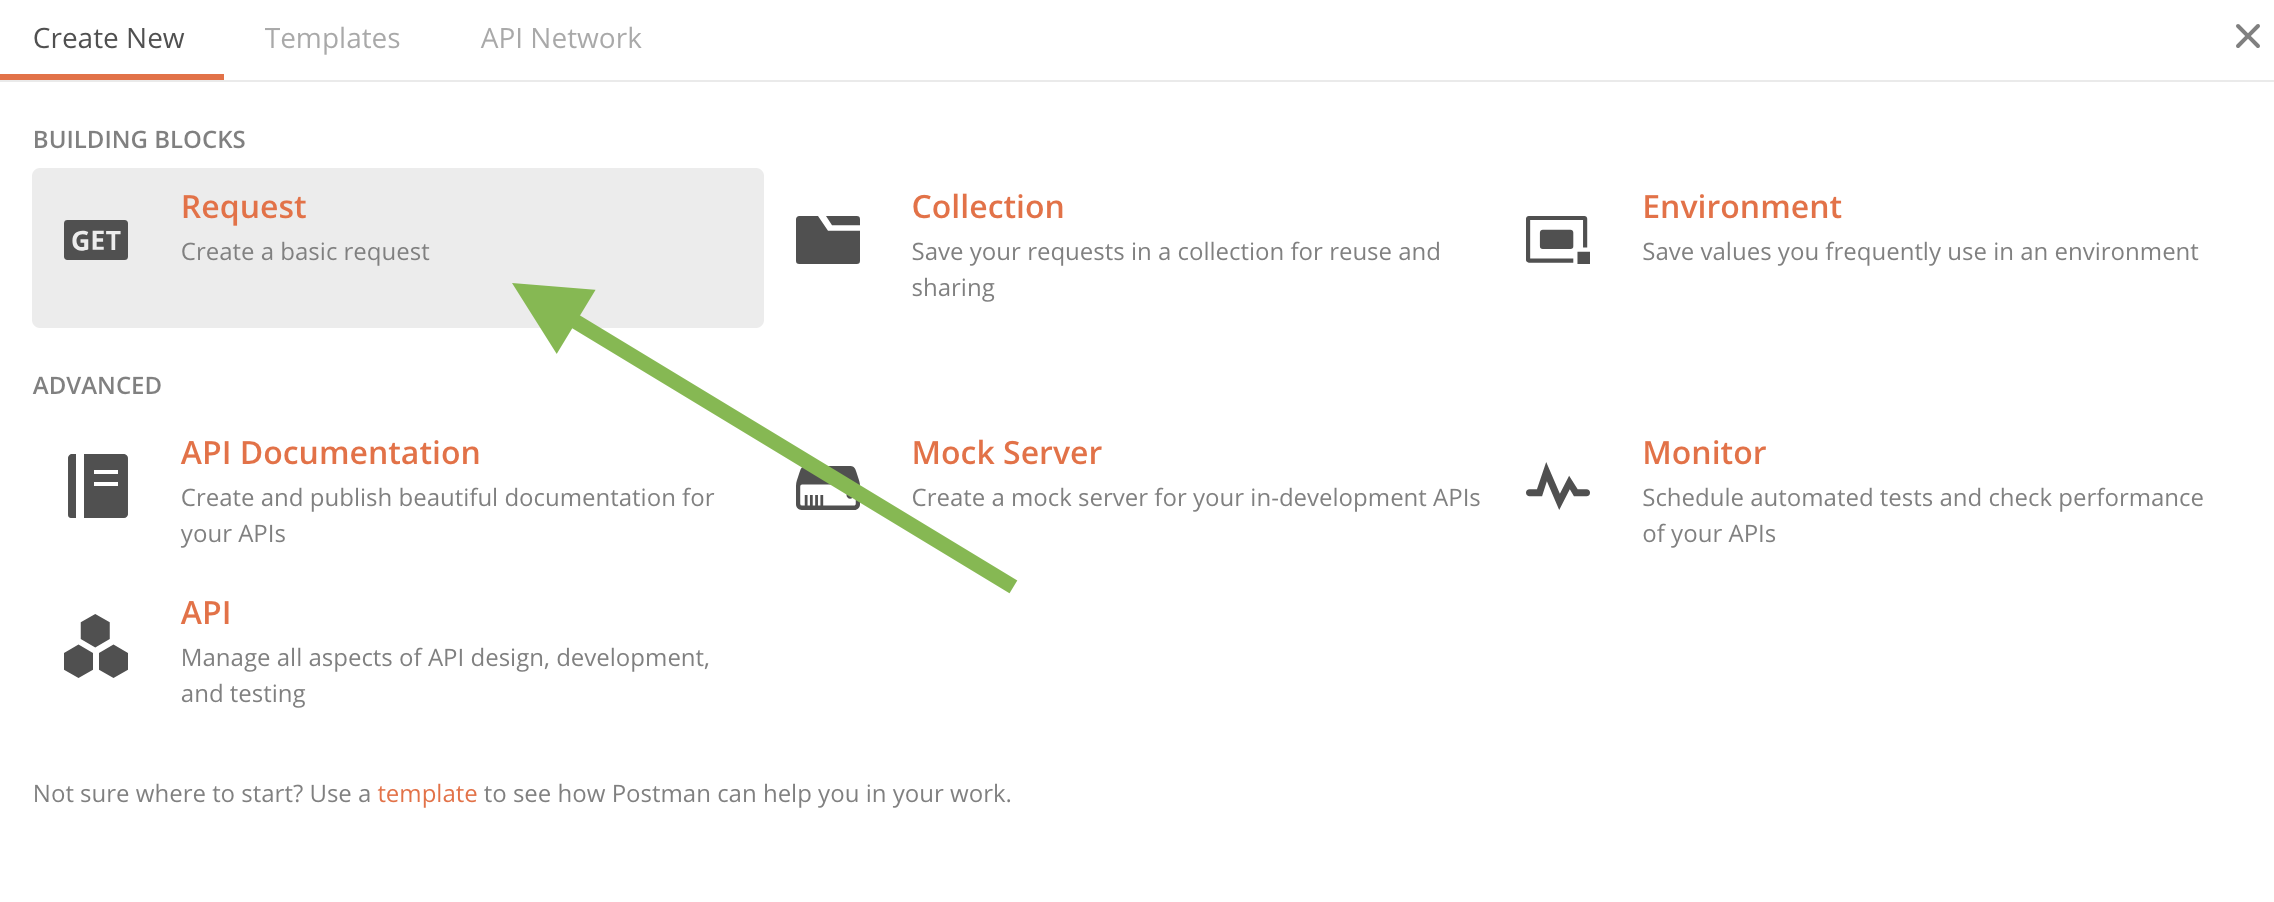 Create New
Templates
API Network
BUILDING BLOCKS
GET
Request
Create a basic request
Collection
Save your requests in a collection for reuse and
sharing
Environment
Save values you frequently use in an environment
ADVANCED
API Documentation
Create and publish beautiful documentation for
your APIs
Mock Server
Create a mock server for your in-development APIs
Monitor
Schedule automated tests and check performance
of your APIs
API
Manage all aspects of API design, development,
and testing
Not sure where to start? Use a template to see how Postman can help you in your work.